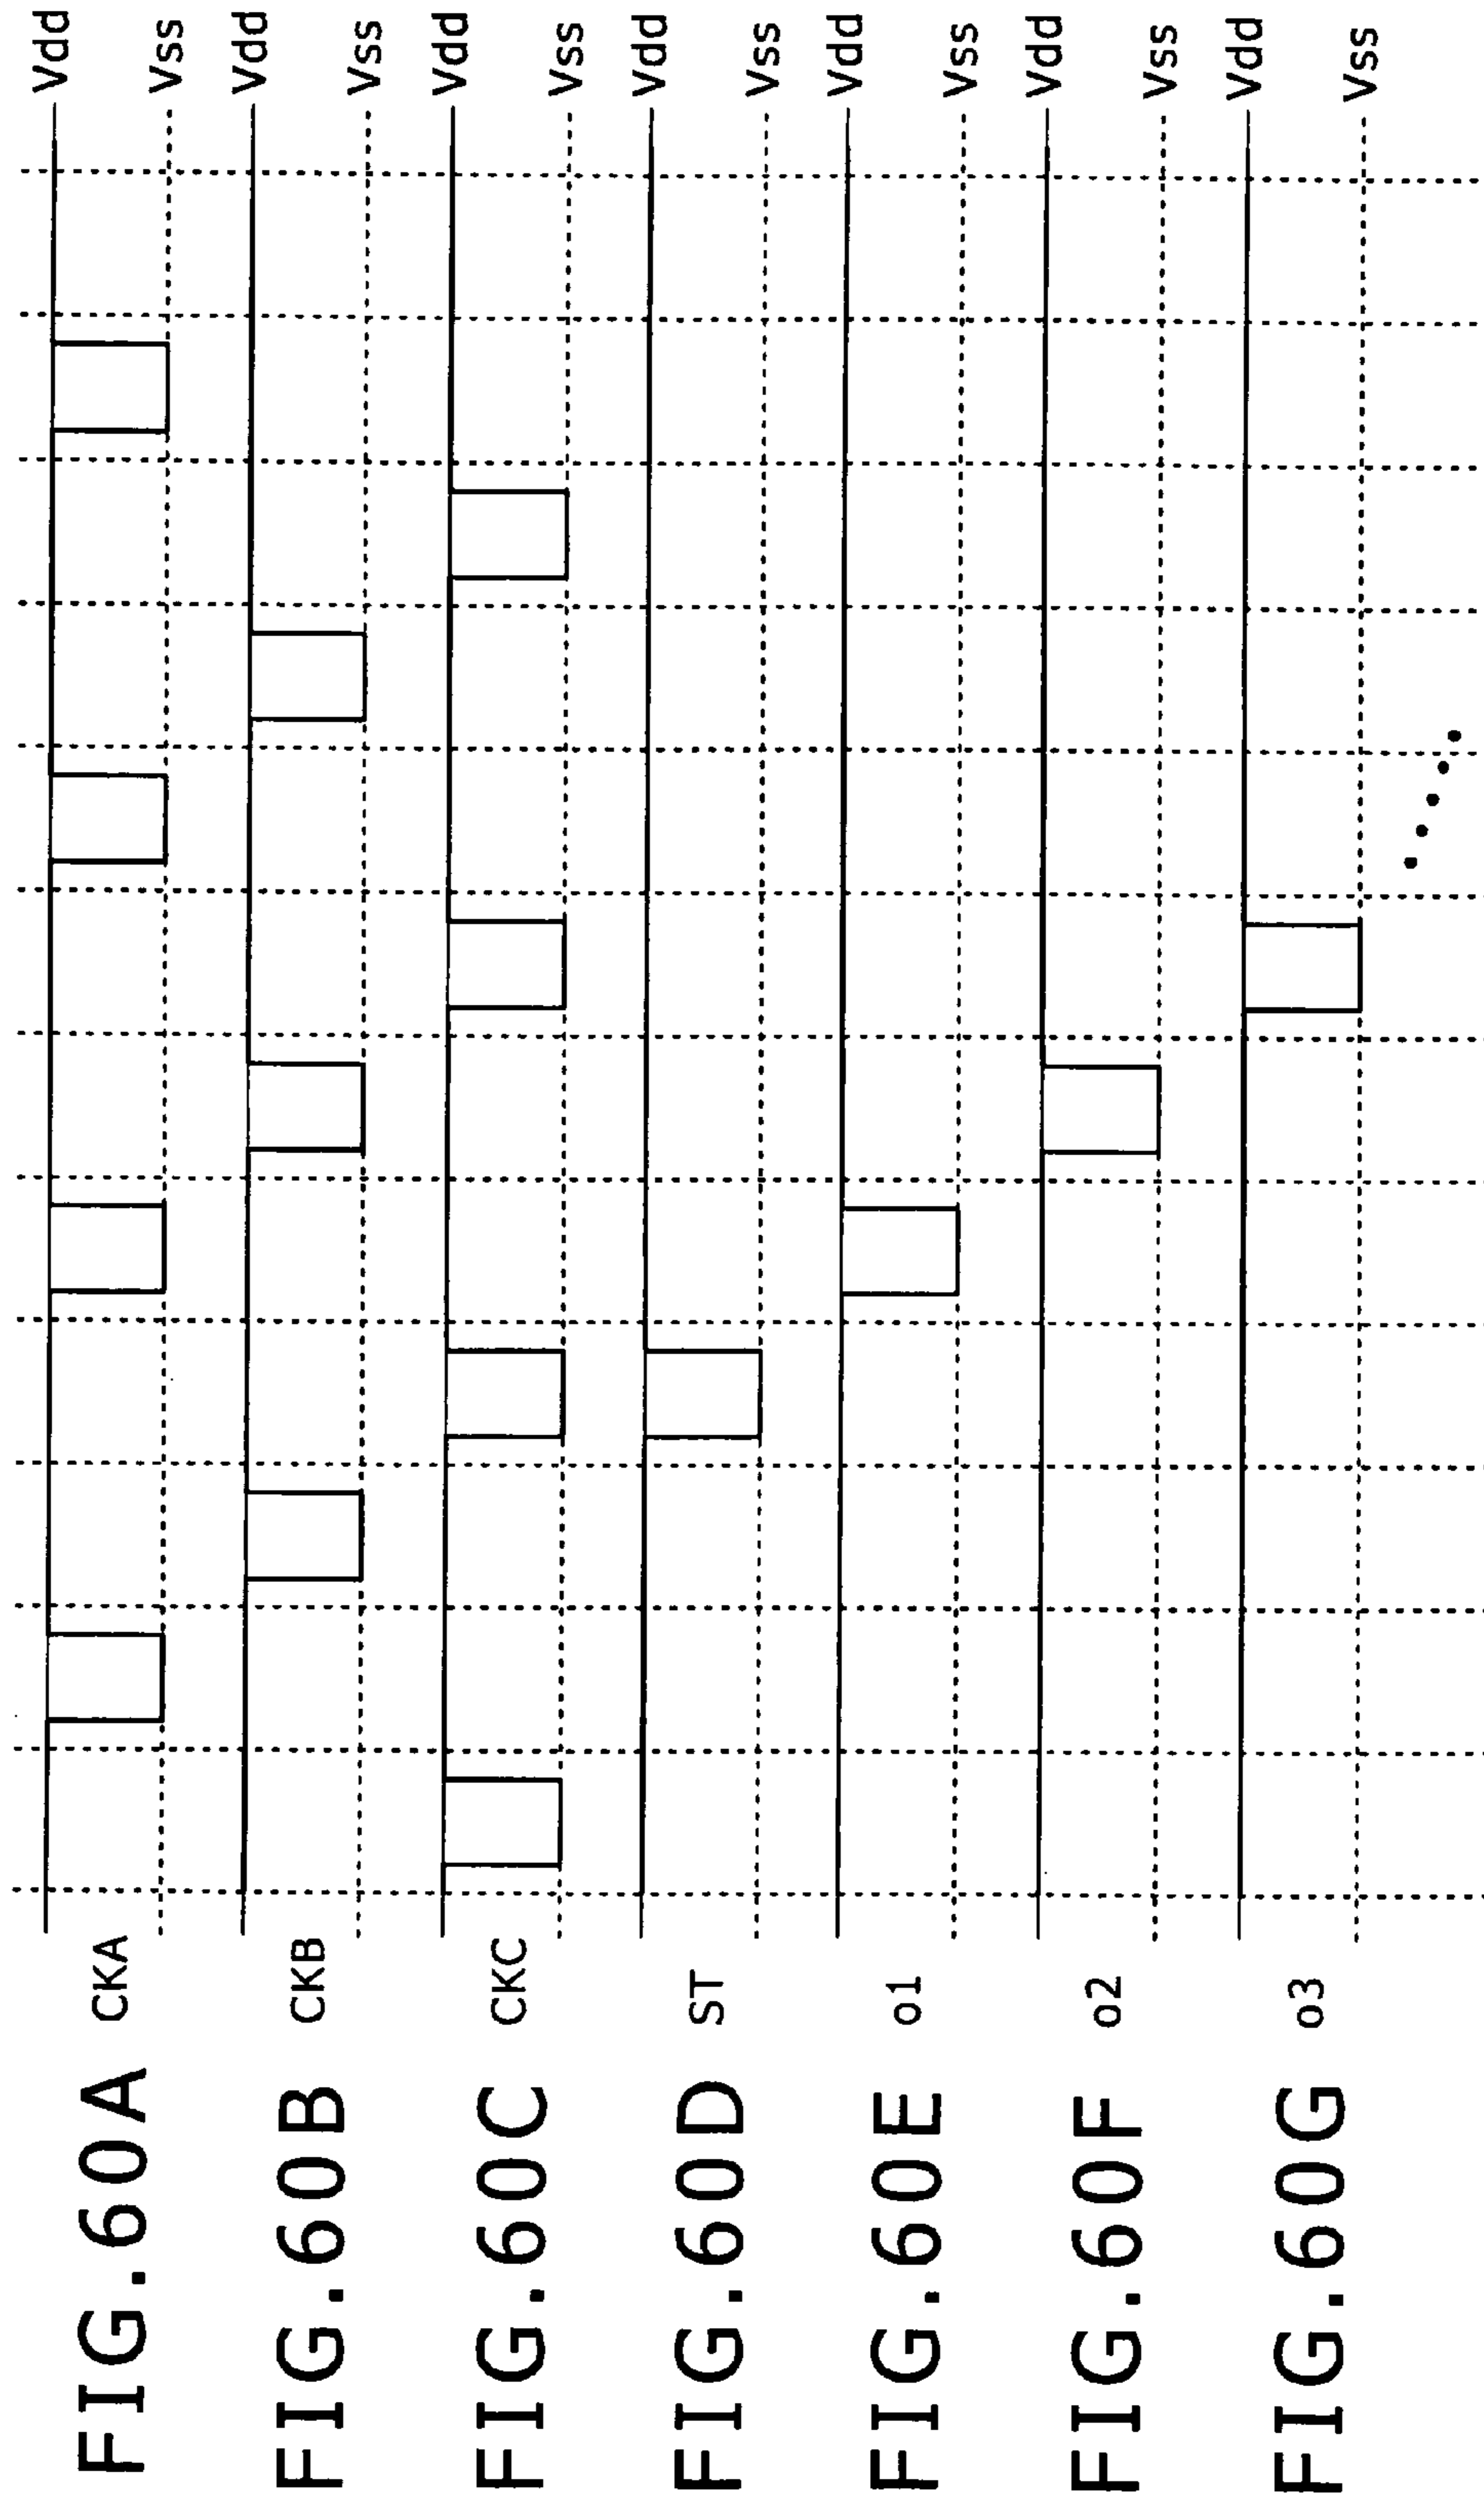 FIG.60A CKA Vdd Vss
FIG.60B CKB Vdd Vss
FIG.60C CKC Vdd Vss
FIG.60D ST Vdd Vss
FIG.60E o1 Vdd Vss
FIG.60F o2 Vdd Vss
FIG.60G o3 Vdd Vss